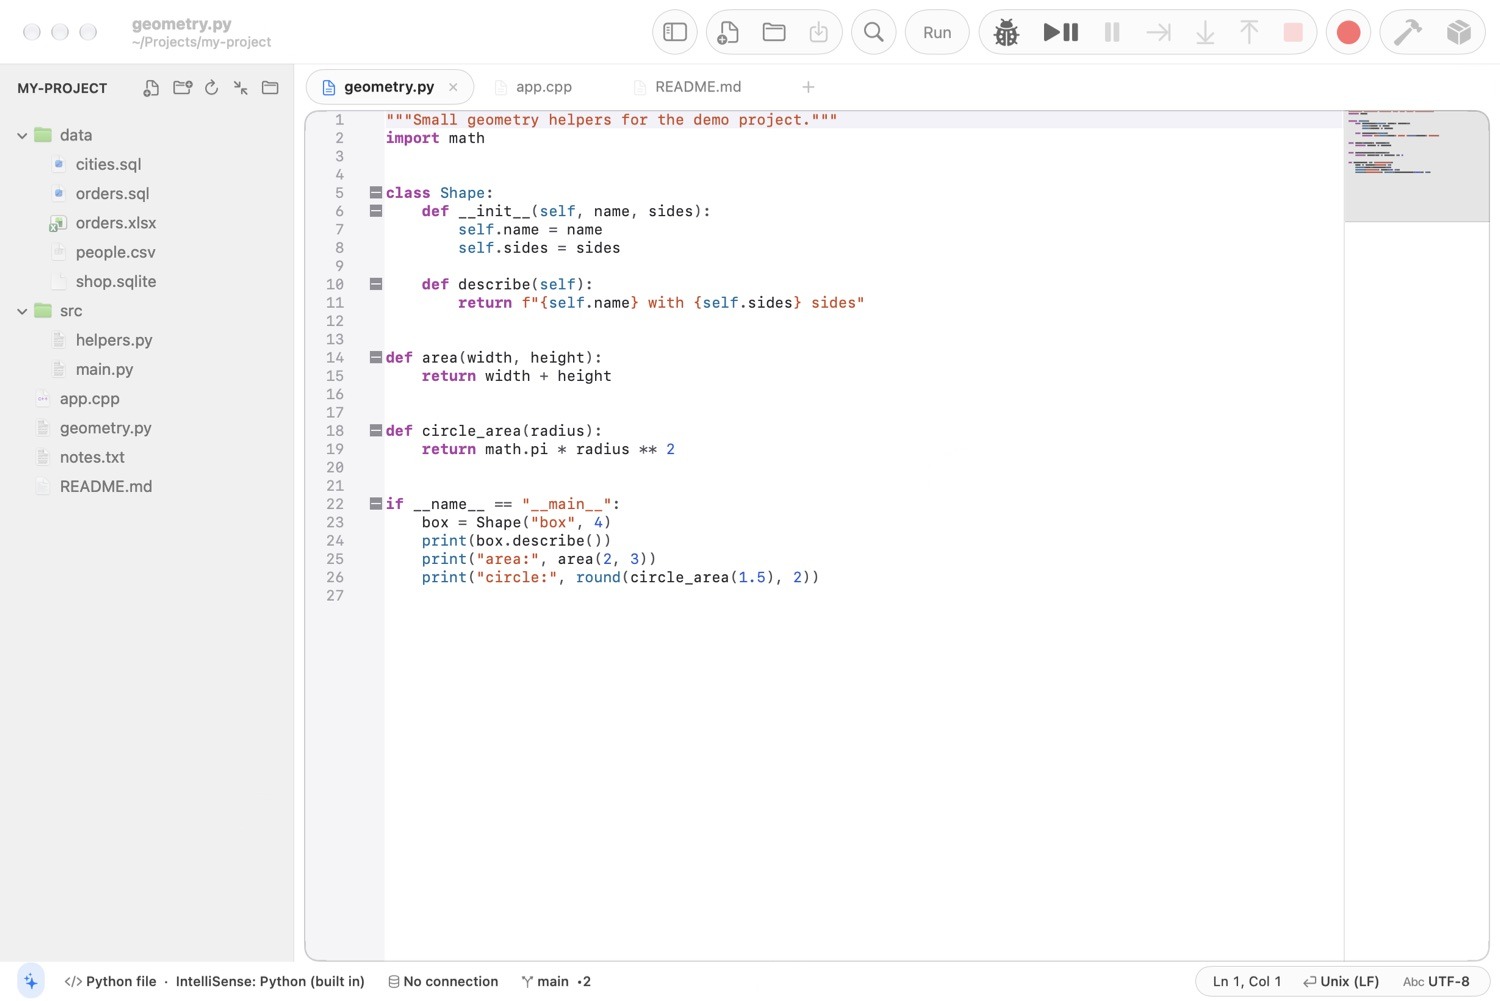 geometry.py
~/Projects/my-project
Run
MY-PROJECT
data
cities.sql
orders.sql
orders.xlsx
people.csv
shop.sqlite
src
helpers.py
main.py
app.cpp
geometry.py
notes.txt
README.md
geometry.py × app.cpp README.md +
1 """Small geometry helpers for the demo project."""
2 import math
3
4
5 class Shape:
6     def __init__(self, name, sides):
7         self.name = name
8         self.sides = sides
9
10     def describe(self):
11         return f"{self.name} with {self.sides} sides"
12
13
14 def area(width, height):
15     return width + height
16
17
18 def circle_area(radius):
19     return math.pi * radius ** 2
20
21
22 if __name__ == "__main__":
23     box = Shape("box", 4)
24     print(box.describe())
25     print("area:", area(2, 3))
26     print("circle:", round(circle_area(1.5), 2))
27
</> Python file · IntelliSense: Python (built in) No connection main •2 Ln 1, Col 1 Unix (LF) Abc UTF-8